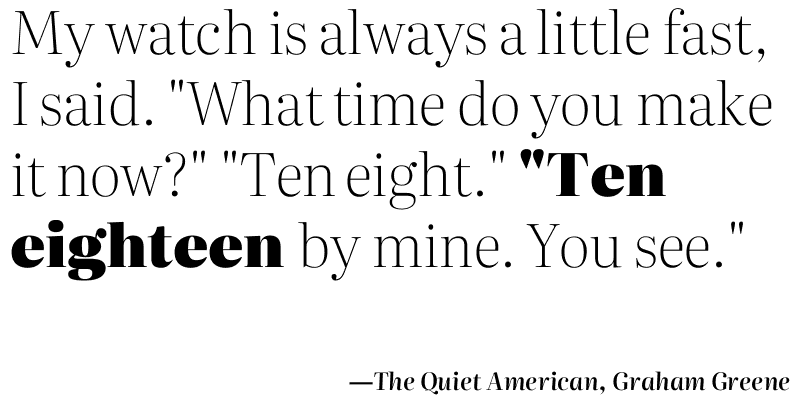 My watch is always a little fast,
I said. "What time do you make
it now?" "Ten eight." "Ten
eighteen by mine. You see."
—The Quiet American, Graham Greene